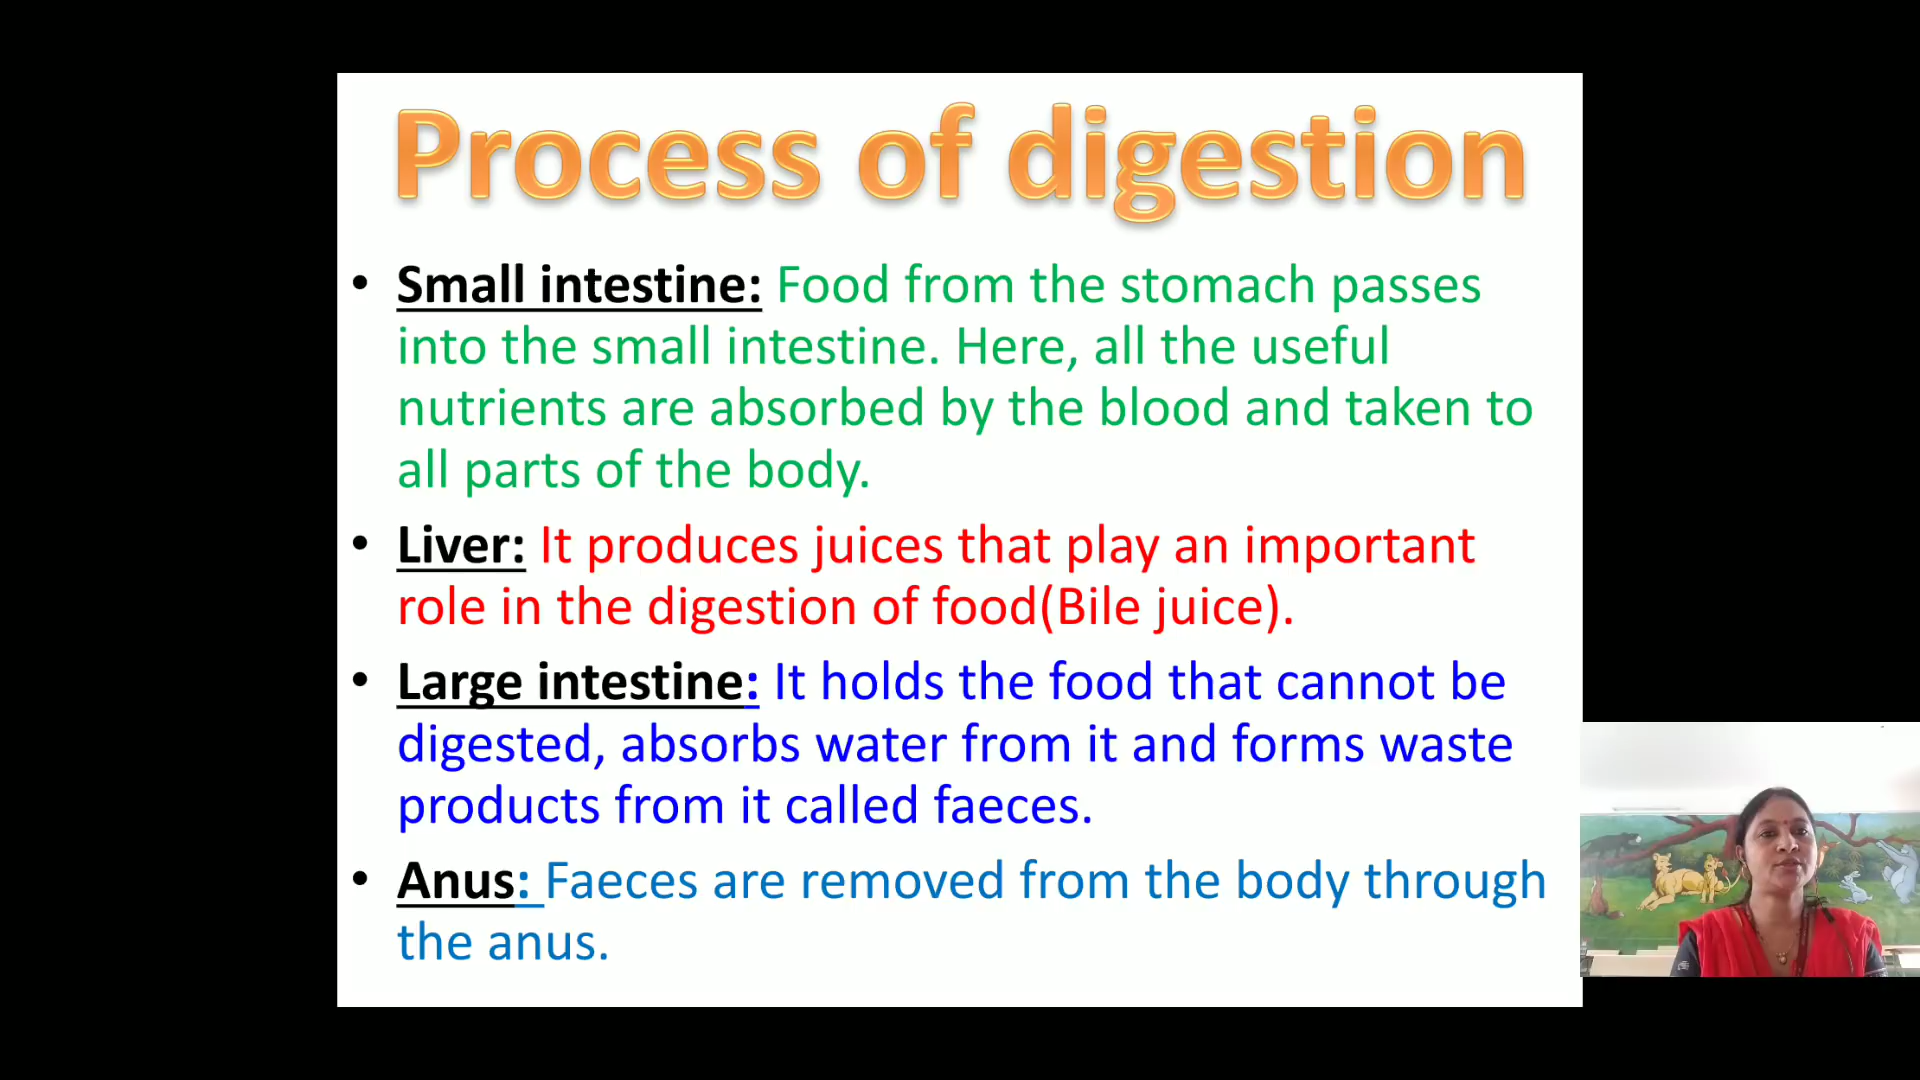 Process of digestion
• Small intestine: Food from the stomach passes
into the small intestine. Here, all the useful
nutrients are absorbed by the blood and taken to
all parts of the body.
• Liver: It produces juices that play an important
role in the digestion of food(Bile juice).
• Large intestine: It holds the food that cannot be
digested, absorbs water from it and forms waste
products from it called faeces.
• Anus: Faeces are removed from the body through
the anus.